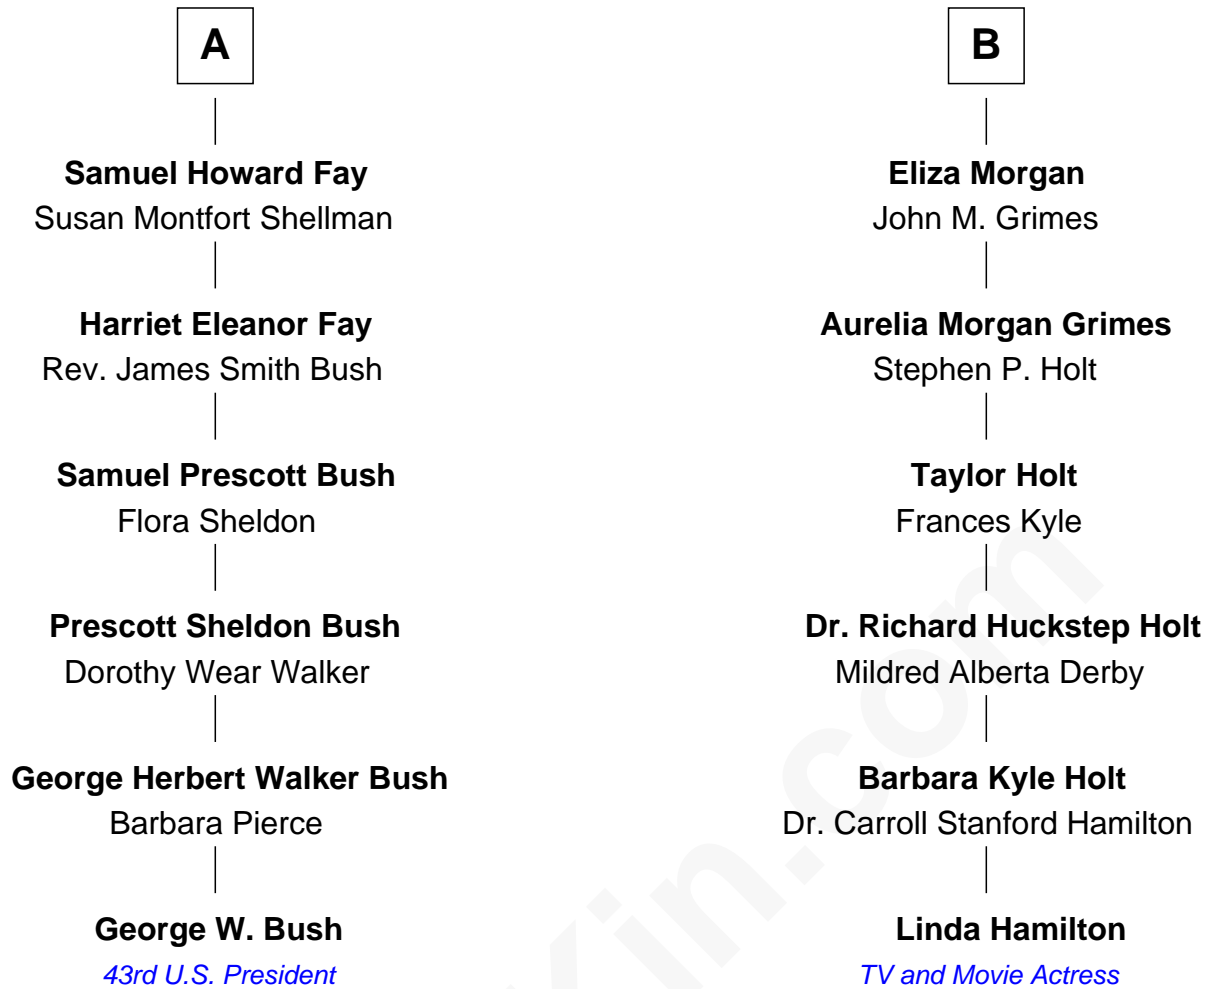 A
Samuel Howard Fay
Susan Montfort Shellman
Harriet Eleanor Fay
Rev. James Smith Bush
Samuel Prescott Bush
Flora Sheldon
Prescott Sheldon Bush
Dorothy Wear Walker
George Herbert Walker Bush
Barbara Pierce
George W. Bush
43rd U.S. President
B
Eliza Morgan
John M. Grimes
Aurelia Morgan Grimes
Stephen P. Holt
Taylor Holt
Frances Kyle
Dr. Richard Huckstep Holt
Mildred Alberta Derby
Barbara Kyle Holt
Dr. Carroll Stanford Hamilton
Linda Hamilton
TV and Movie Actress
Kin.com